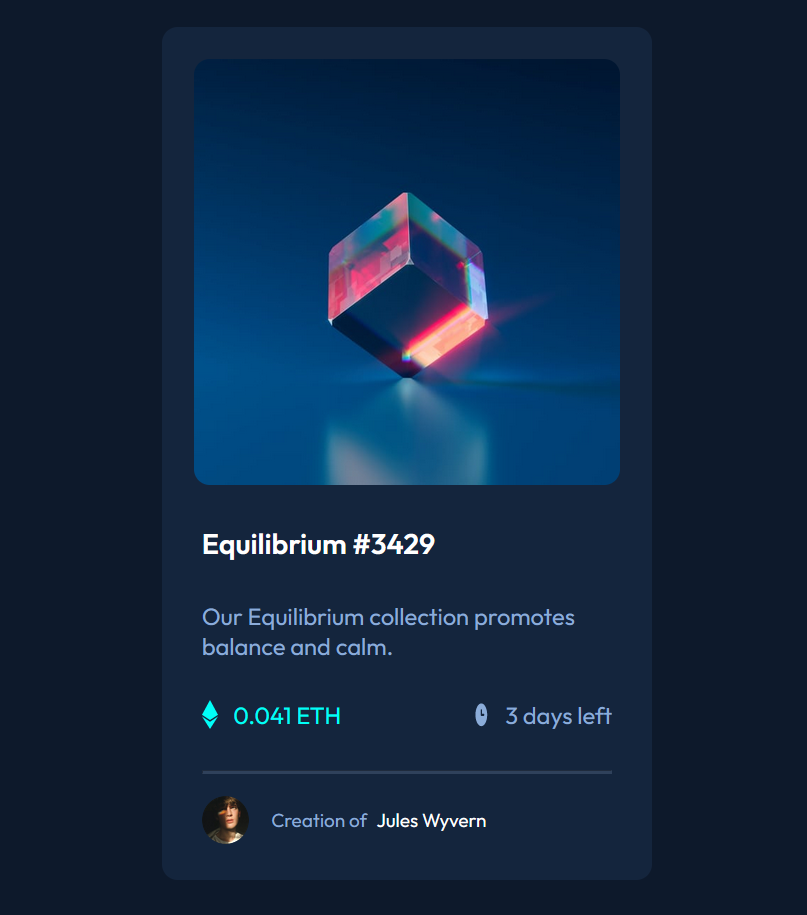 Equilibrium #3429
Our Equilibrium collection promotes
balance and calm.
0.041 ETH
3 days left
Creation of Jules Wyvern